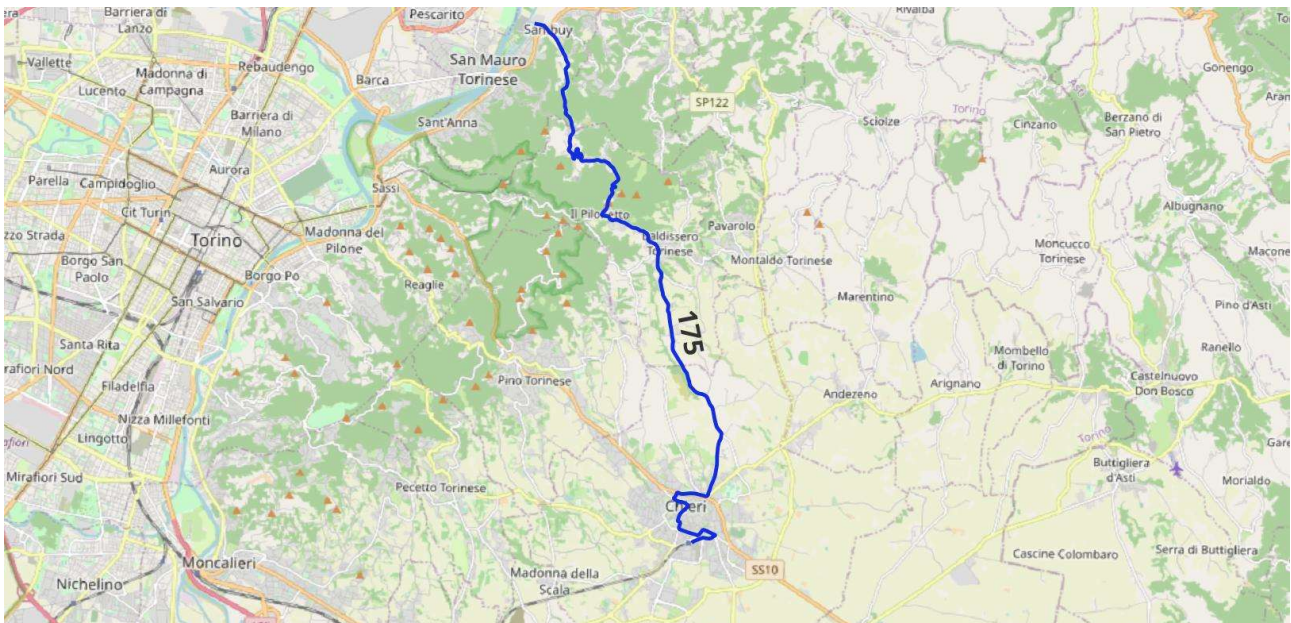 Pescarito
Barriera di
Lanzo
Sambuy
Rivalba
Vallette
Rebaudengo
San Mauro
Torinese
Gonengo
Madonna di
Campagna
Barca
Lucento
SP122
Torino
Asti
Barriera di
Milano
Sant'Anna
Sciolze
Cinzano
Berzano di
San Pietro
Aurora
Parella
Campidoglio
Sassi
Cit Turin
Il Pilonetto
Albugnano
Torino
Madonna del
Pilone
Baldissero
Torinese
Pavarolo
Montaldo Torinese
Moncucco
Torinese
Borgo San
Paolo
Borgo Po
Reaglie
San Salvario
Marentino
Pino d'Asti
175
Santa Rita
Ranello
Mombello
di Torino
Filadelfia
Pino Torinese
Andezeno
Arignano
Castelnuovo
Don Bosco
Nizza Millefonti
Lingotto
Torino
Asti
Mirafiori Sud
Pecetto Torinese
Buttigliera
d'Asti
Morialdo
Chieri
Moncalieri
Cascine Colombaro
Serra di Buttigliera
Nichelino
Madonna della
Scala
SS10